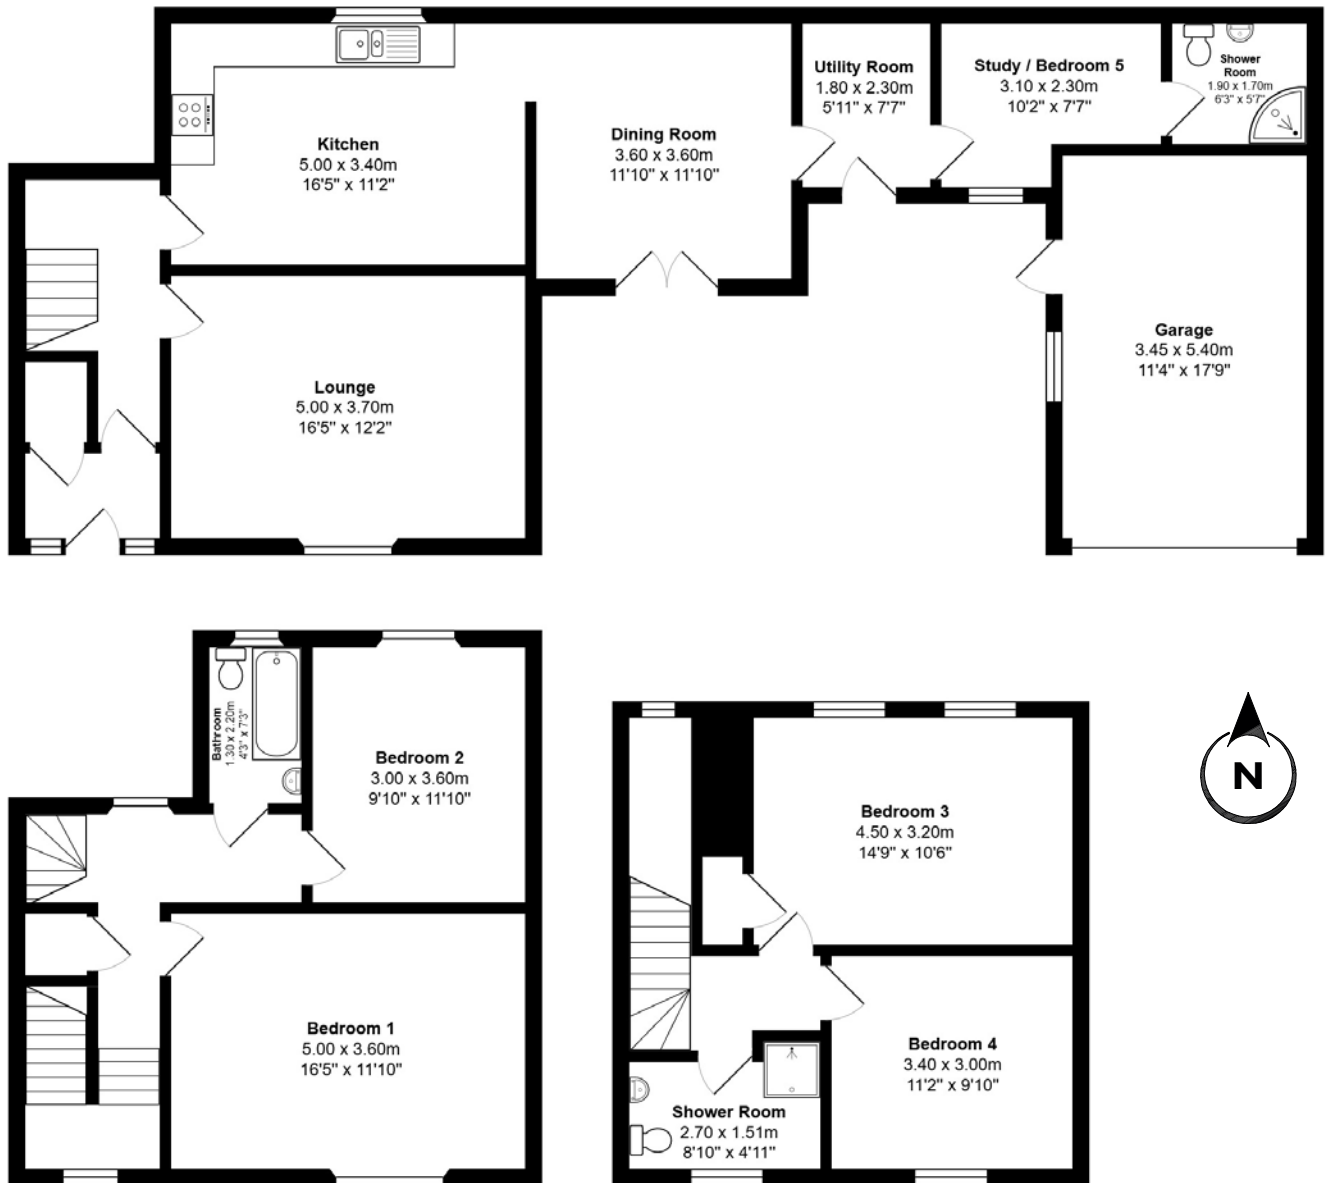 Kitchen
5.00 x 3.40m
16'5" x 11'2"
Dining Room
3.60 x 3.60m
11'10" x 11'10"
Utility Room
1.80 x 2.30m
5'11" x 7'7"
Study / Bedroom 5
3.10 x 2.30m
10'2" x 7'7"
Shower
Room
1.90 x 1.70m
6'3" x 5'7"
Lounge
5.00 x 3.70m
16'5" x 12'2"
Garage
3.45 x 5.40m
11'4" x 17'9"
Bathroom
1.30 x 2.20m
4'3" x 7'3"
Bedroom 2
3.00 x 3.60m
9'10" x 11'10"
Bedroom 1
5.00 x 3.60m
16'5" x 11'10"
Bedroom 3
4.50 x 3.20m
14'9" x 10'6"
Bedroom 4
3.40 x 3.00m
11'2" x 9'10"
Shower Room
2.70 x 1.51m
8'10" x 4'11"
N